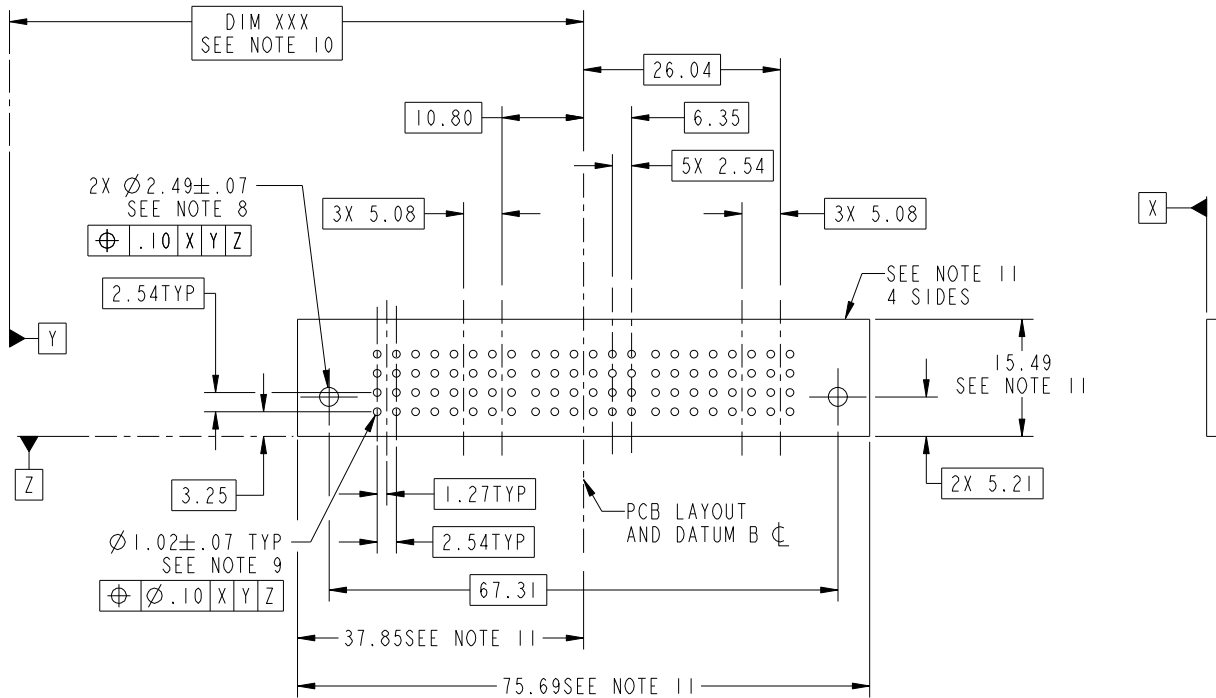 DIM XXX
SEE NOTE 10
26.04
10.80
6.35
5X 2.54
2X Ø2.49±.07
SEE NOTE 8
⌖ .10 X Y Z
3X 5.08
3X 5.08
X
2.54TYP
SEE NOTE 11
4 SIDES
Y
15.49
SEE NOTE 11
Z
3.25
1.27TYP
2X 5.21
PCB LAYOUT
AND DATUM B ℄
Ø1.02±.07 TYP
SEE NOTE 9
2.54TYP
⌖ Ø.10 X Y Z
67.31
37.85SEE NOTE 11
75.69SEE NOTE 11